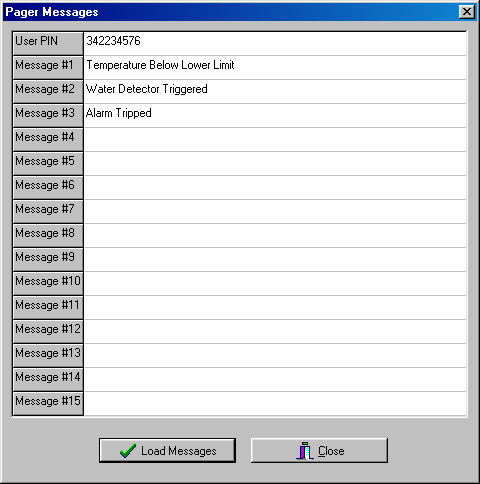 Pager Messages
User PIN 342234576
Message #1 Temperature Below Lower Limit
Message #2 Water Detector Triggered
Message #3 Alarm Tripped
Message #4
Message #5
Message #6
Message #7
Message #8
Message #9
Message #10
Message #11
Message #12
Message #13
Message #14
Message #15
Load Messages Close